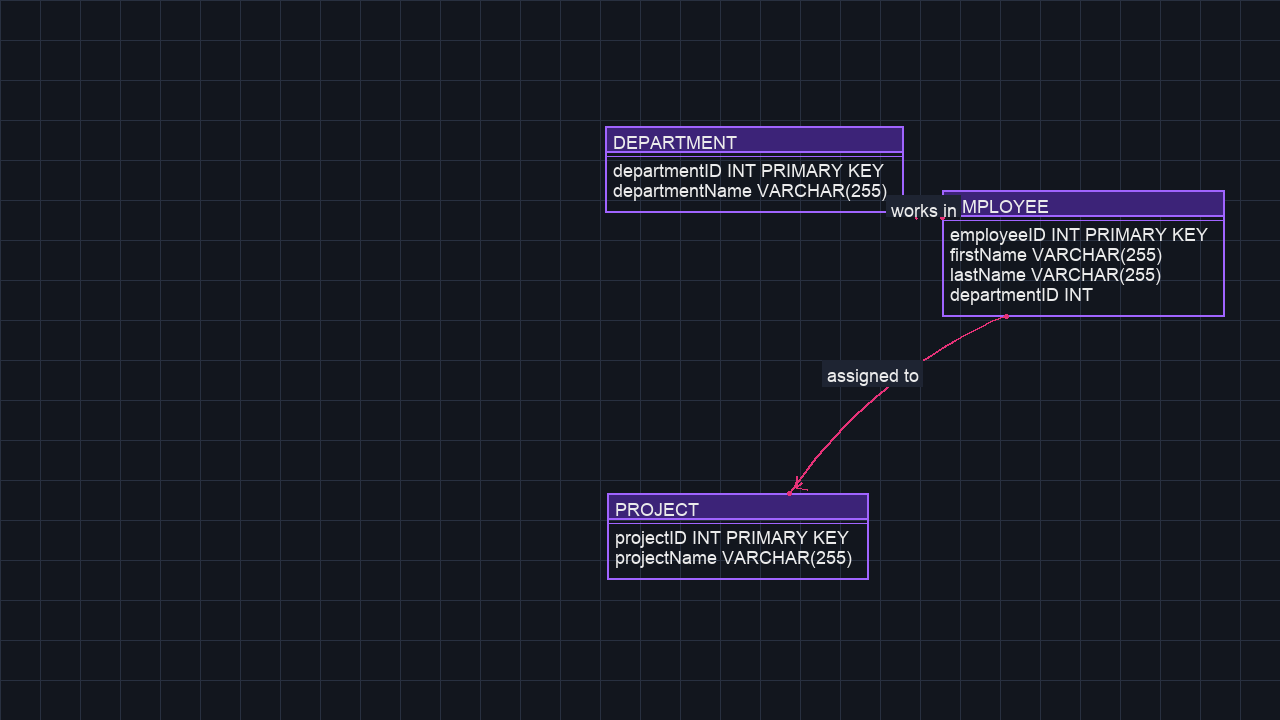 DEPARTMENT
departmentID INT PRIMARY KEY
departmentName VARCHAR(255)
works in
MPLOYEE
employeeID INT PRIMARY KEY
firstName VARCHAR(255)
lastName VARCHAR(255)
departmentID INT
assigned to
PROJECT
projectID INT PRIMARY KEY
projectName VARCHAR(255)